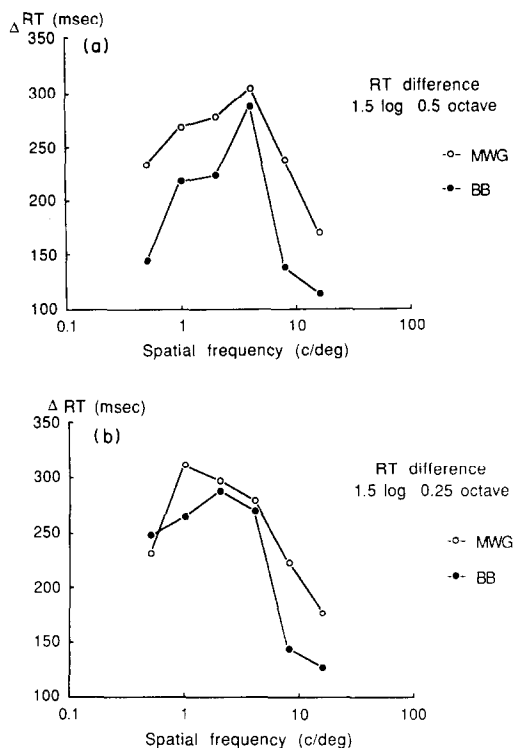 Δ RT (msec)
(a)
350
300
250
200
150
100
0.1 1 10 100
Spatial frequency (c/deg)
RT difference
1.5 log 0.5 octave
-o- MWG
-●- BB
Δ RT (msec)
(b)
350
300
250
200
150
100
0.1 1 10 100
Spatial frequency (c/deg)
RT difference
1.5 log 0.25 octave
-o- MWG
-●- BB